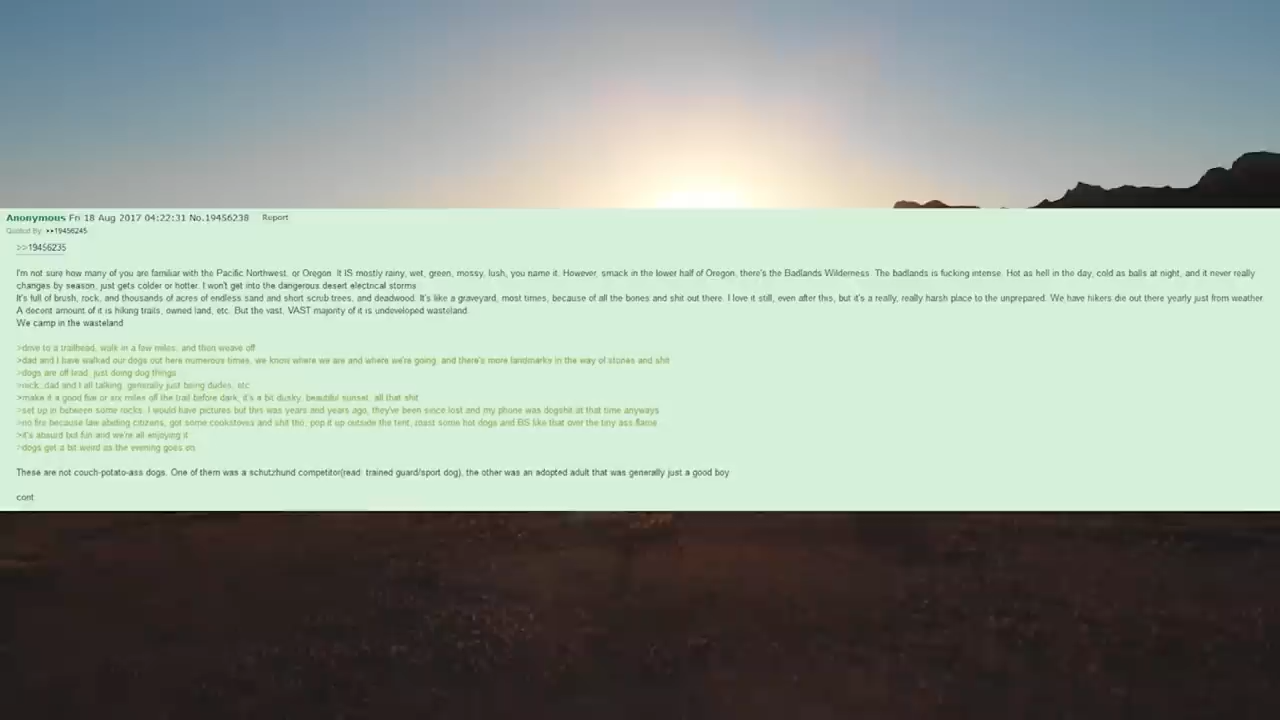 Anonymous Fri 18 Aug 2017 04:22:31 No.19456238 Report
Quoted By: >>19456245
>>19456235
I'm not sure how many of you are familiar with the Pacific Northwest, or Oregon. It IS mostly rainy, wet, green, mossy, lush, you name it. However, smack in the lower half of Oregon, there's the Badlands Wilderness. The badlands is fucking intense. Hot as hell in the day, cold as balls at night, and it never really
changes by season, just gets colder or hotter. I won't get into the dangerous desert electrical storms.
It's full of brush, rock, and thousands of acres of endless sand and short scrub trees, and deadwood. It's like a graveyard, most times, because of all the bones and shit out there. I love it still, even after this, but it's a really, really harsh place to the unprepared. We have hikers die out there yearly just from weather.
A decent amount of it is hiking trails, owned land, etc. But the vast, VAST majority of it is undeveloped wasteland.
We camp in the wasteland
>drive to a trailhead, walk in a few miles, and then weave off
>dad and I have walked our dogs out here numerous times, we know where we are and where we're going, and there's more landmarks in the way of stones and shit
>dogs are off lead, just doing dog things
>nick, dad and I all talking, generally just being dudes, etc
>make it a good five or six miles off the trail before dark, it's a bit dusky, beautiful sunset, all that shit
>set up in between some rocks. I would have pictures but this was years and years ago, they've been since lost and my phone was dogshit at that time anyways
>no fire because law abiding citizens, got some cookstoves and shit tho, pop it up outside the tent, roast some hot dogs and BS like that over the tiny ass flame
>it's absurd but fun and we're all enjoying it
>dogs get a bit weird as the evening goes on
These are not couch-potato-ass dogs. One of them was a schutzhund competitor(read: trained guard/sport dog), the other was an adopted adult that was generally just a good boy
cont